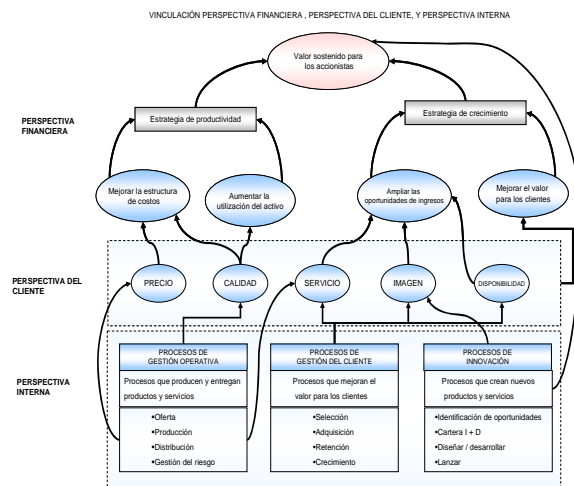 VINCULACIÓN PERSPECTIVA FINANCIERA , PERSPECTIVA DEL CLIENTE, Y PERSPECTIVA INTERNA
Valor sostenido para
los accionistas
PERSPECTIVA
FINANCIERA
Estrategia de productividad
Estrategia de crecimiento
Mejorar la estructura
de costos
Aumentar la
utilización del activo
Ampliar las
oportunidades de ingresos
Mejorar el valor
para los clientes
PERSPECTIVA DEL
CLIENTE
PRECIO
CALIDAD
SERVICIO
IMAGEN
DISPONIBILIDAD
PERSPECTIVA
INTERNA
PROCESOS DE
GESTIÓN OPERATIVA
Procesos que producen y entregan
productos y servicios
•Oferta
•Producción
•Distribución
•Gestión del riesgo
PROCESOS DE
GESTIÓN DEL CLIENTE
Procesos que mejoran el
valor para los clientes
•Selección
•Adquisición
•Retención
•Crecimiento
PROCESOS DE
INNOVACIÓN
Procesos que crean nuevos
productos y servicios
•Identificación de oportunidades
•Cartera I + D
•Diseñar / desarrollar
•Lanzar